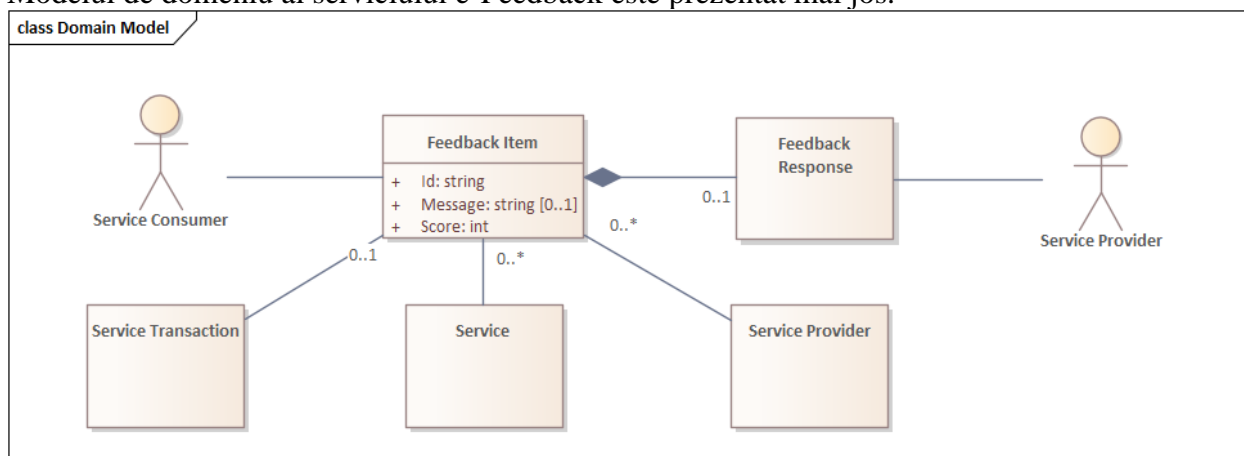 Modelul de domeniu al serviciului e-Feedback este prezentat mai jos.
class Domain Model
Service Consumer
Feedback Item
+ Id: string
+ Message: string [0..1]
+ Score: int
Feedback
Response
0..1
Service Provider
0..1
0..*
0..*
Service Transaction
Service
Service Provider